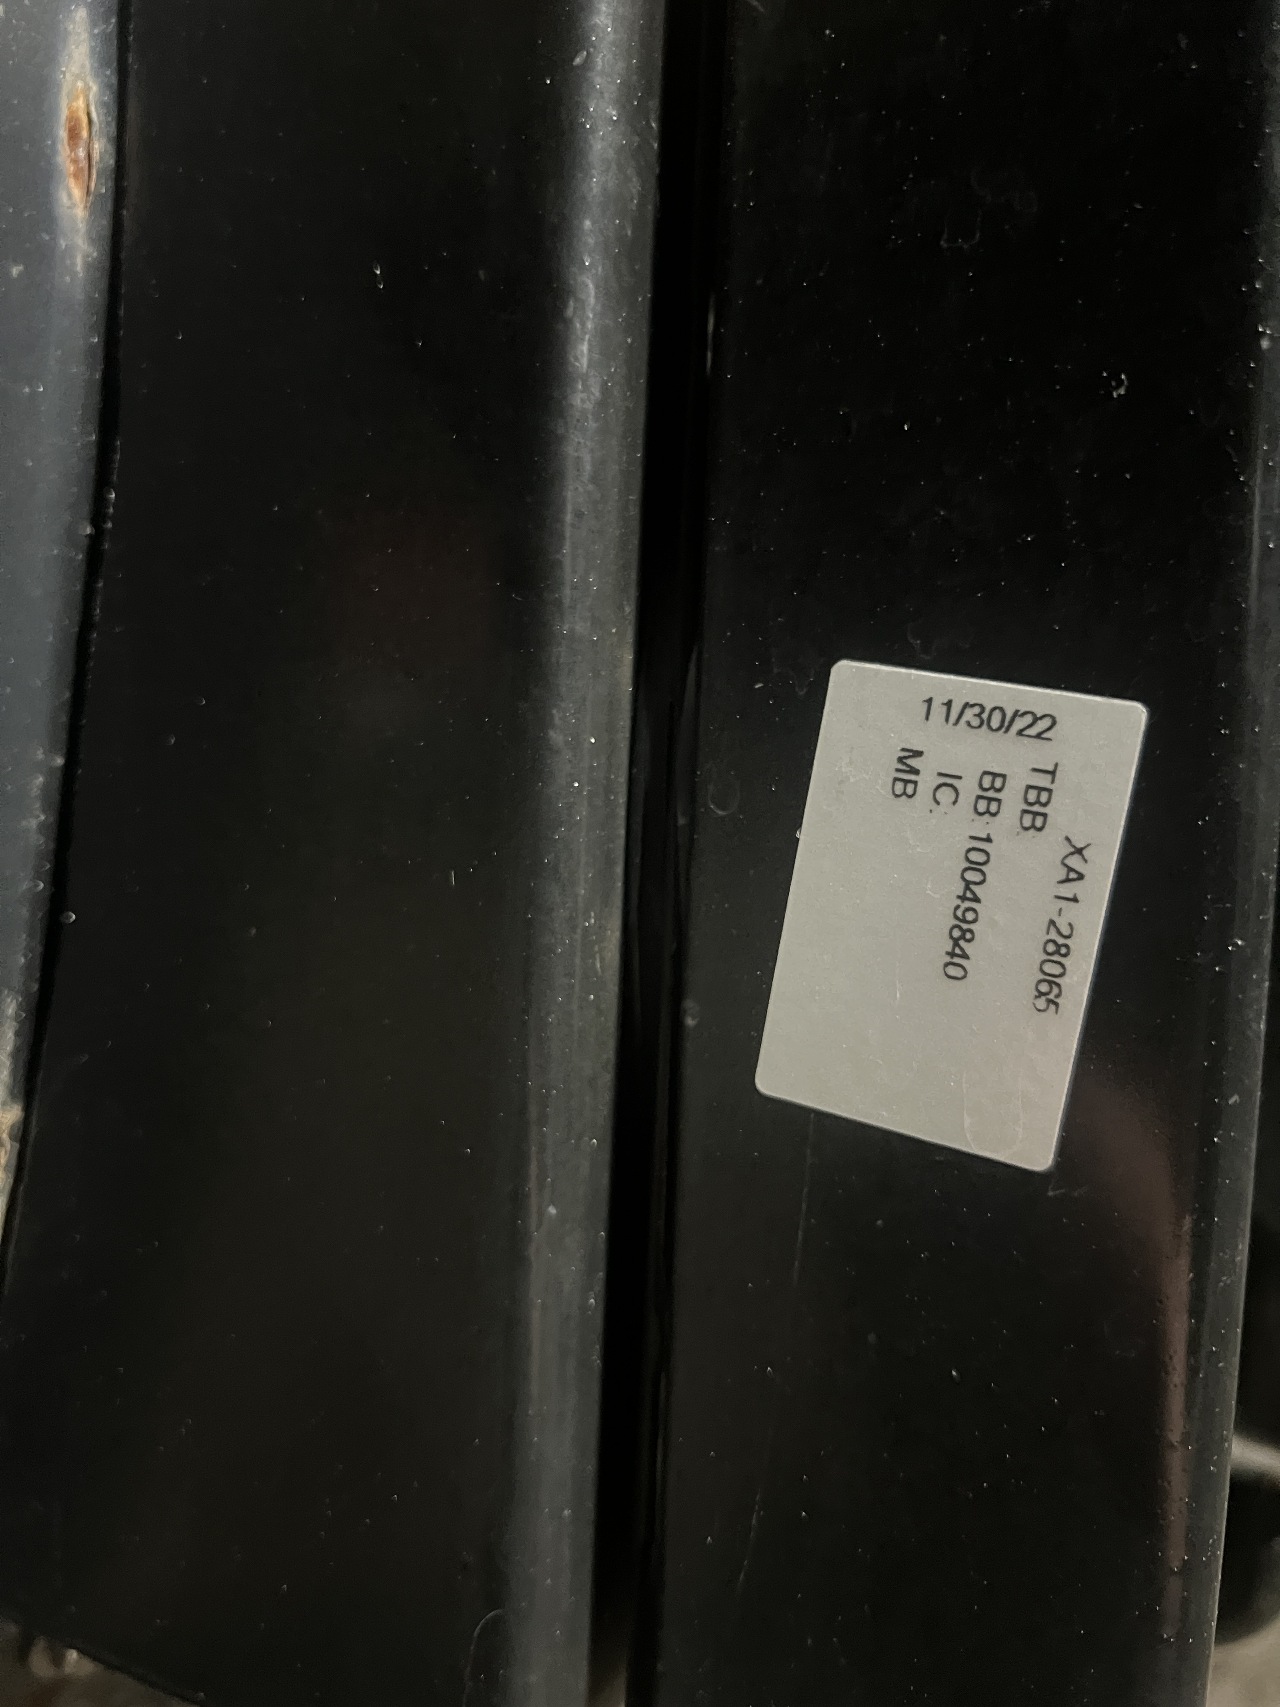 11/30/22
XA1-28065
TBB
BB:10049840
IC:
MB